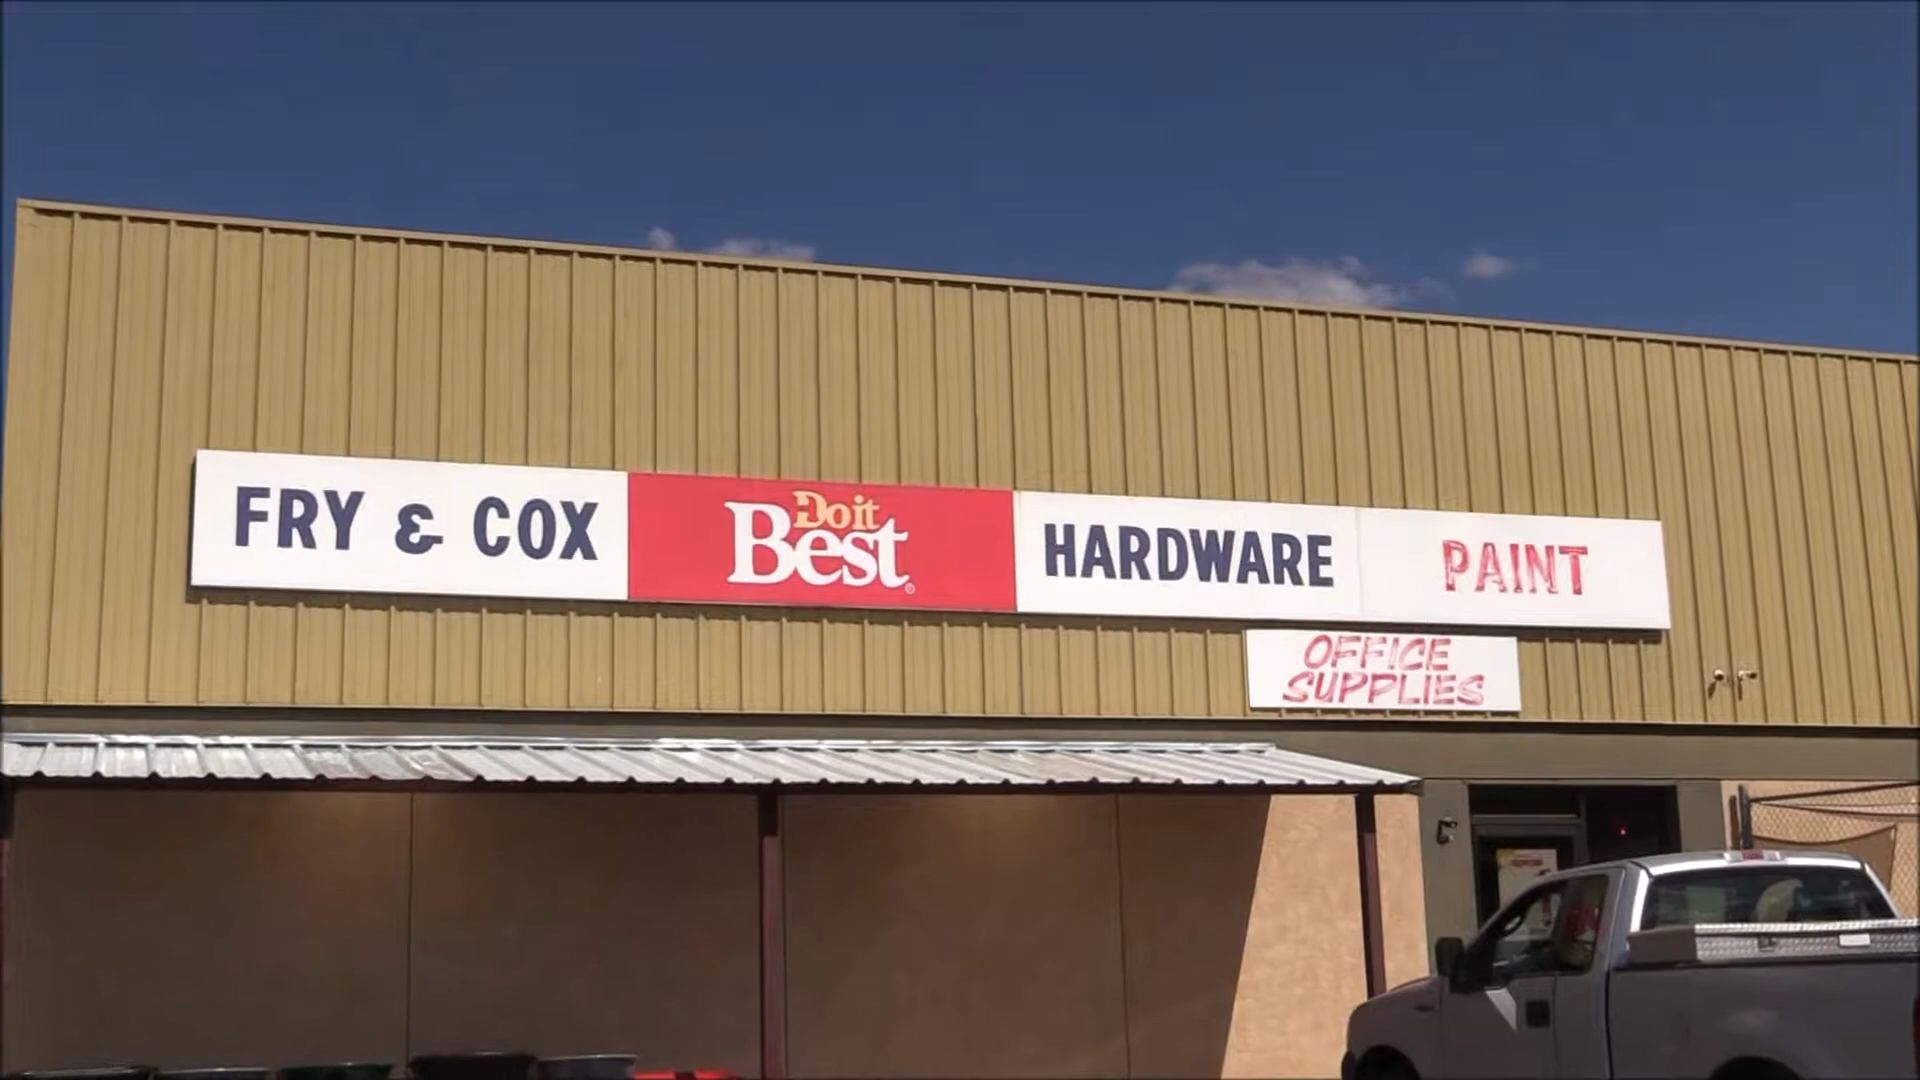 FRY & COX
Do it
Best®
HARDWARE
PAINT
OFFICE
SUPPLIES